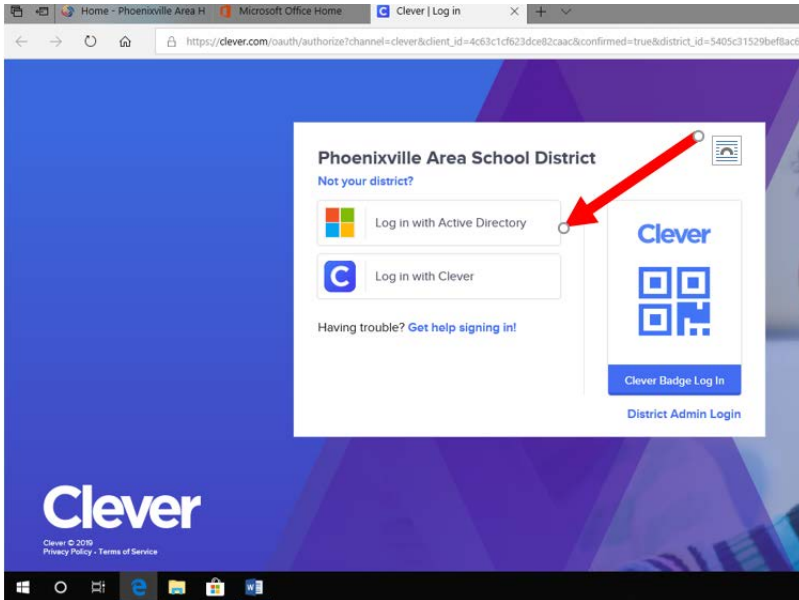 Home - Phoenixville Area H
Microsoft Office Home
Clever | Log in
https://clever.com/oauth/authorize?channel=clever&client_id=4c63c1cf623dce82caac&confirmed=true&district_id=5405c31529bef8ac6
Phoenixville Area School District
Not your district?
Log in with Active Directory
Log in with Clever
Having trouble? Get help signing in!
Clever
Clever Badge Log In
District Admin Login
Clever
Clever © 2019
Privacy Policy - Terms of Service